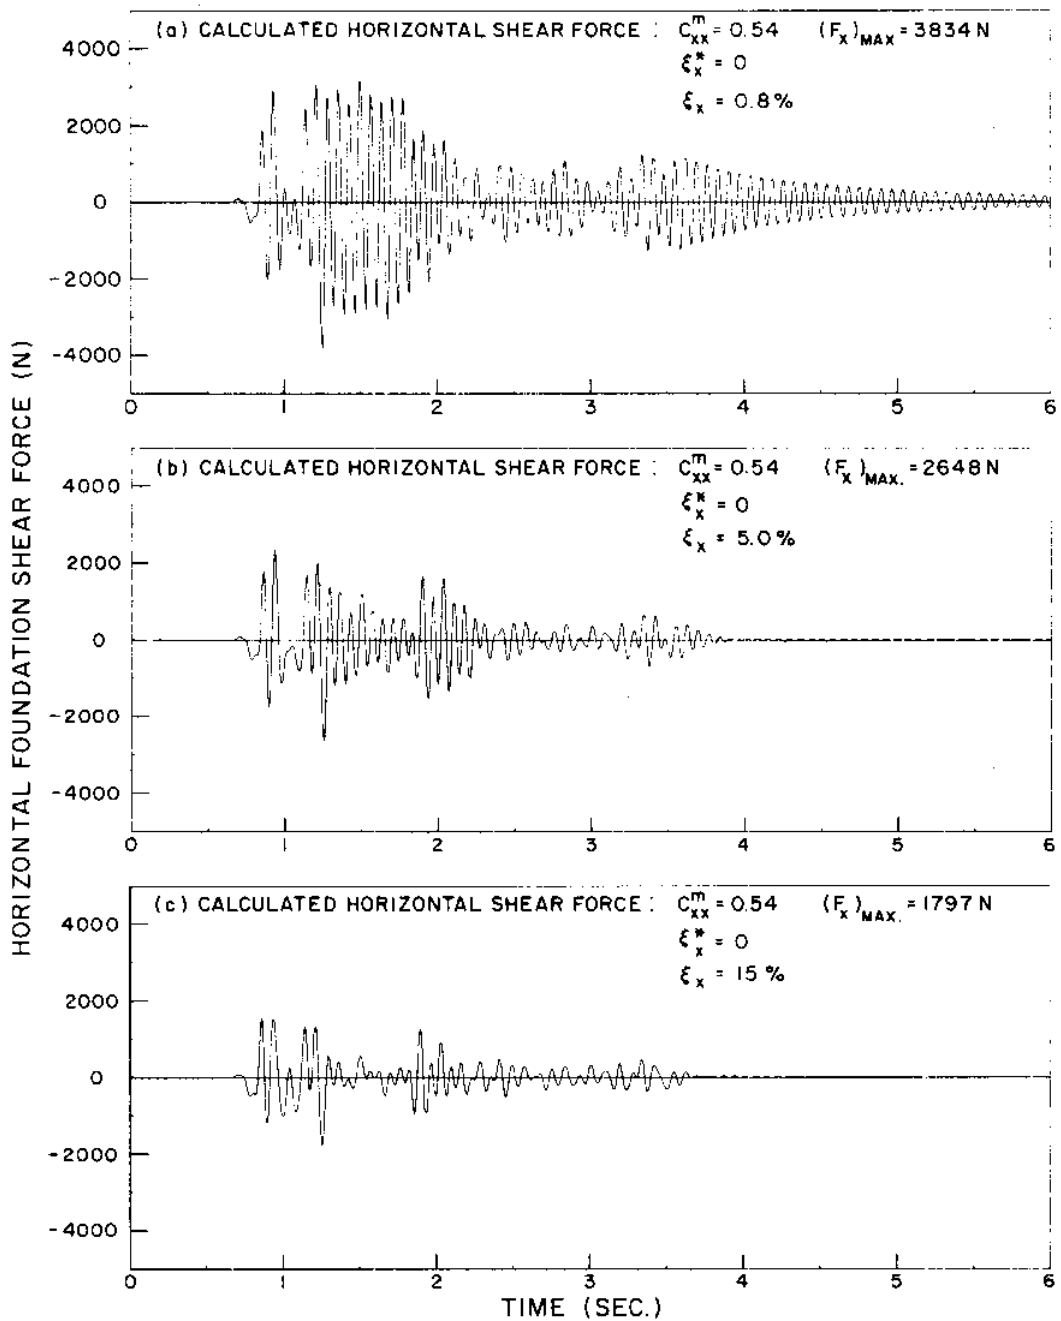 HORIZONTAL FOUNDATION SHEAR FORCE (N)
(a) CALCULATED HORIZONTAL SHEAR FORCE : C^m_xx = 0.54 (F_x)_MAX = 3834 N
ξ*_x = 0
ξ_x = 0.8 %
4000
2000
0
-2000
-4000
0 1 2 3 4 5 6
(b) CALCULATED HORIZONTAL SHEAR FORCE : C^m_xx = 0.54 (F_x)_MAX. = 2648 N
ξ*_x = 0
ξ_x = 5.0 %
4000
2000
0
-2000
-4000
0 1 2 3 4 5 6
(c) CALCULATED HORIZONTAL SHEAR FORCE : C^m_xx = 0.54 (F_x)_MAX. = 1797 N
ξ*_x = 0
ξ_x = 15 %
4000
2000
0
-2000
-4000
0 1 2 3 4 5 6
TIME (SEC.)